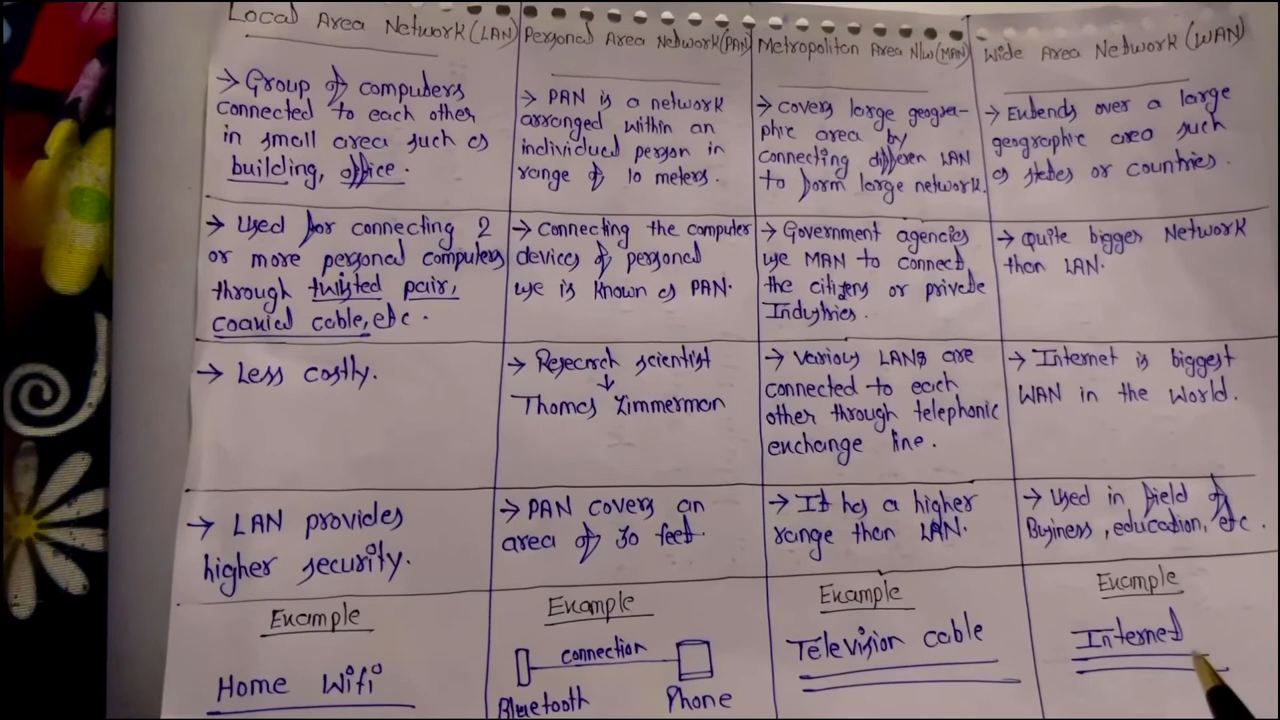 Local Area Network (LAN)
Personal Area Network (PAN)
Metropolitan Area N/w (MAN)
Wide Area Network (WAN)
→ Group of computers
connected to each other
in small area such as
building, office.
→ PAN is a network
arranged within an
individual person in
range of 10 meters.
→ covers large geogra-
phic area by
connecting differen LAN
to form large network.
→ Extends over a large
geographic area such
as states or countries.
→ Used for connecting 2
or more personal computers
through twisted pair,
coaxial cable, etc.
→ Connecting the computer
devices of personal
use is known as PAN.
→ Government agencies
use MAN to connect
the citizens or private
Industries.
→ Quite bigger Network
than LAN.
→ Less costly.
→ Research scientist
↓
Thomas Zimmerman
→ Various LANs are
connected to each
other through telephonic
exchange line.
→ Internet is biggest
WAN in the World.
→ LAN provides
higher security.
→ PAN covers an
area of 30 feet.
→ It has a higher
range than LAN.
→ Used in field of
Business, education, etc.
Example
Home Wifi
Example
connection
Bluetooth
Phone
Example
Television cable
Example
Internet